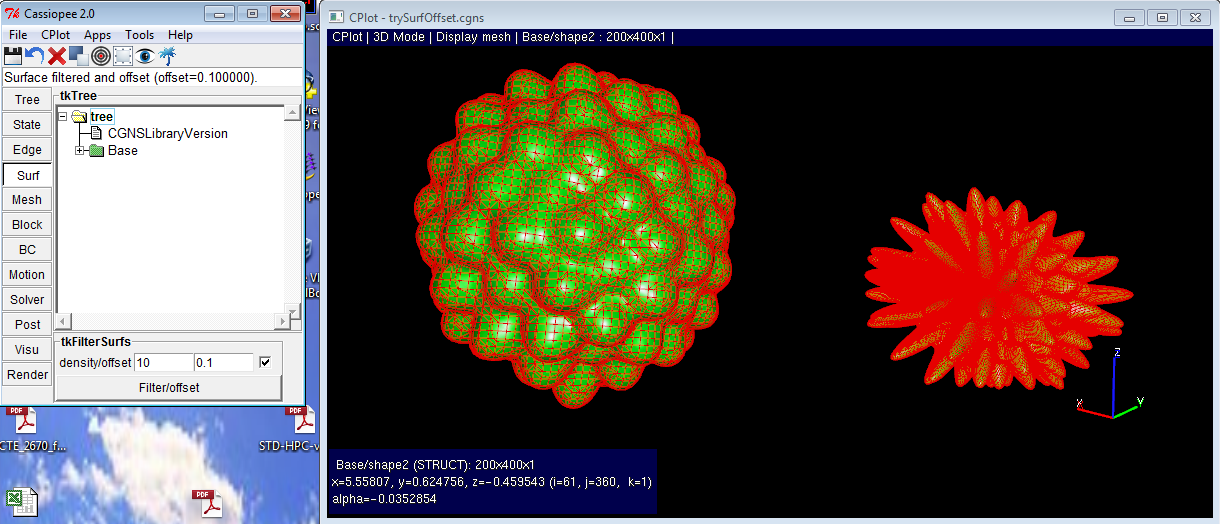 Cassiopee 2.0
File CPlot Apps Tools Help
Surface filtered and offset (offset=0.100000).
Tree
State
Edge
Surf
Mesh
Block
BC
Motion
Solver
Post
Visu
Render
tkTree
tree
CGNSLibraryVersion
Base
tkFilterSurfs
density/offset 10 0.1
Filter/offset
CPlot - trySurfOffset.cgns
CPlot | 3D Mode | Display mesh | Base/shape2 : 200x400x1 |
Z
X
Y
Base/shape2 (STRUCT): 200x400x1
x=5.55807, y=0.624756, z=-0.459543 (i=61, j=360, k=1)
alpha=-0.0352854
PDF
CTE_2670_f...
PDF
STD-HPC-v
PDF